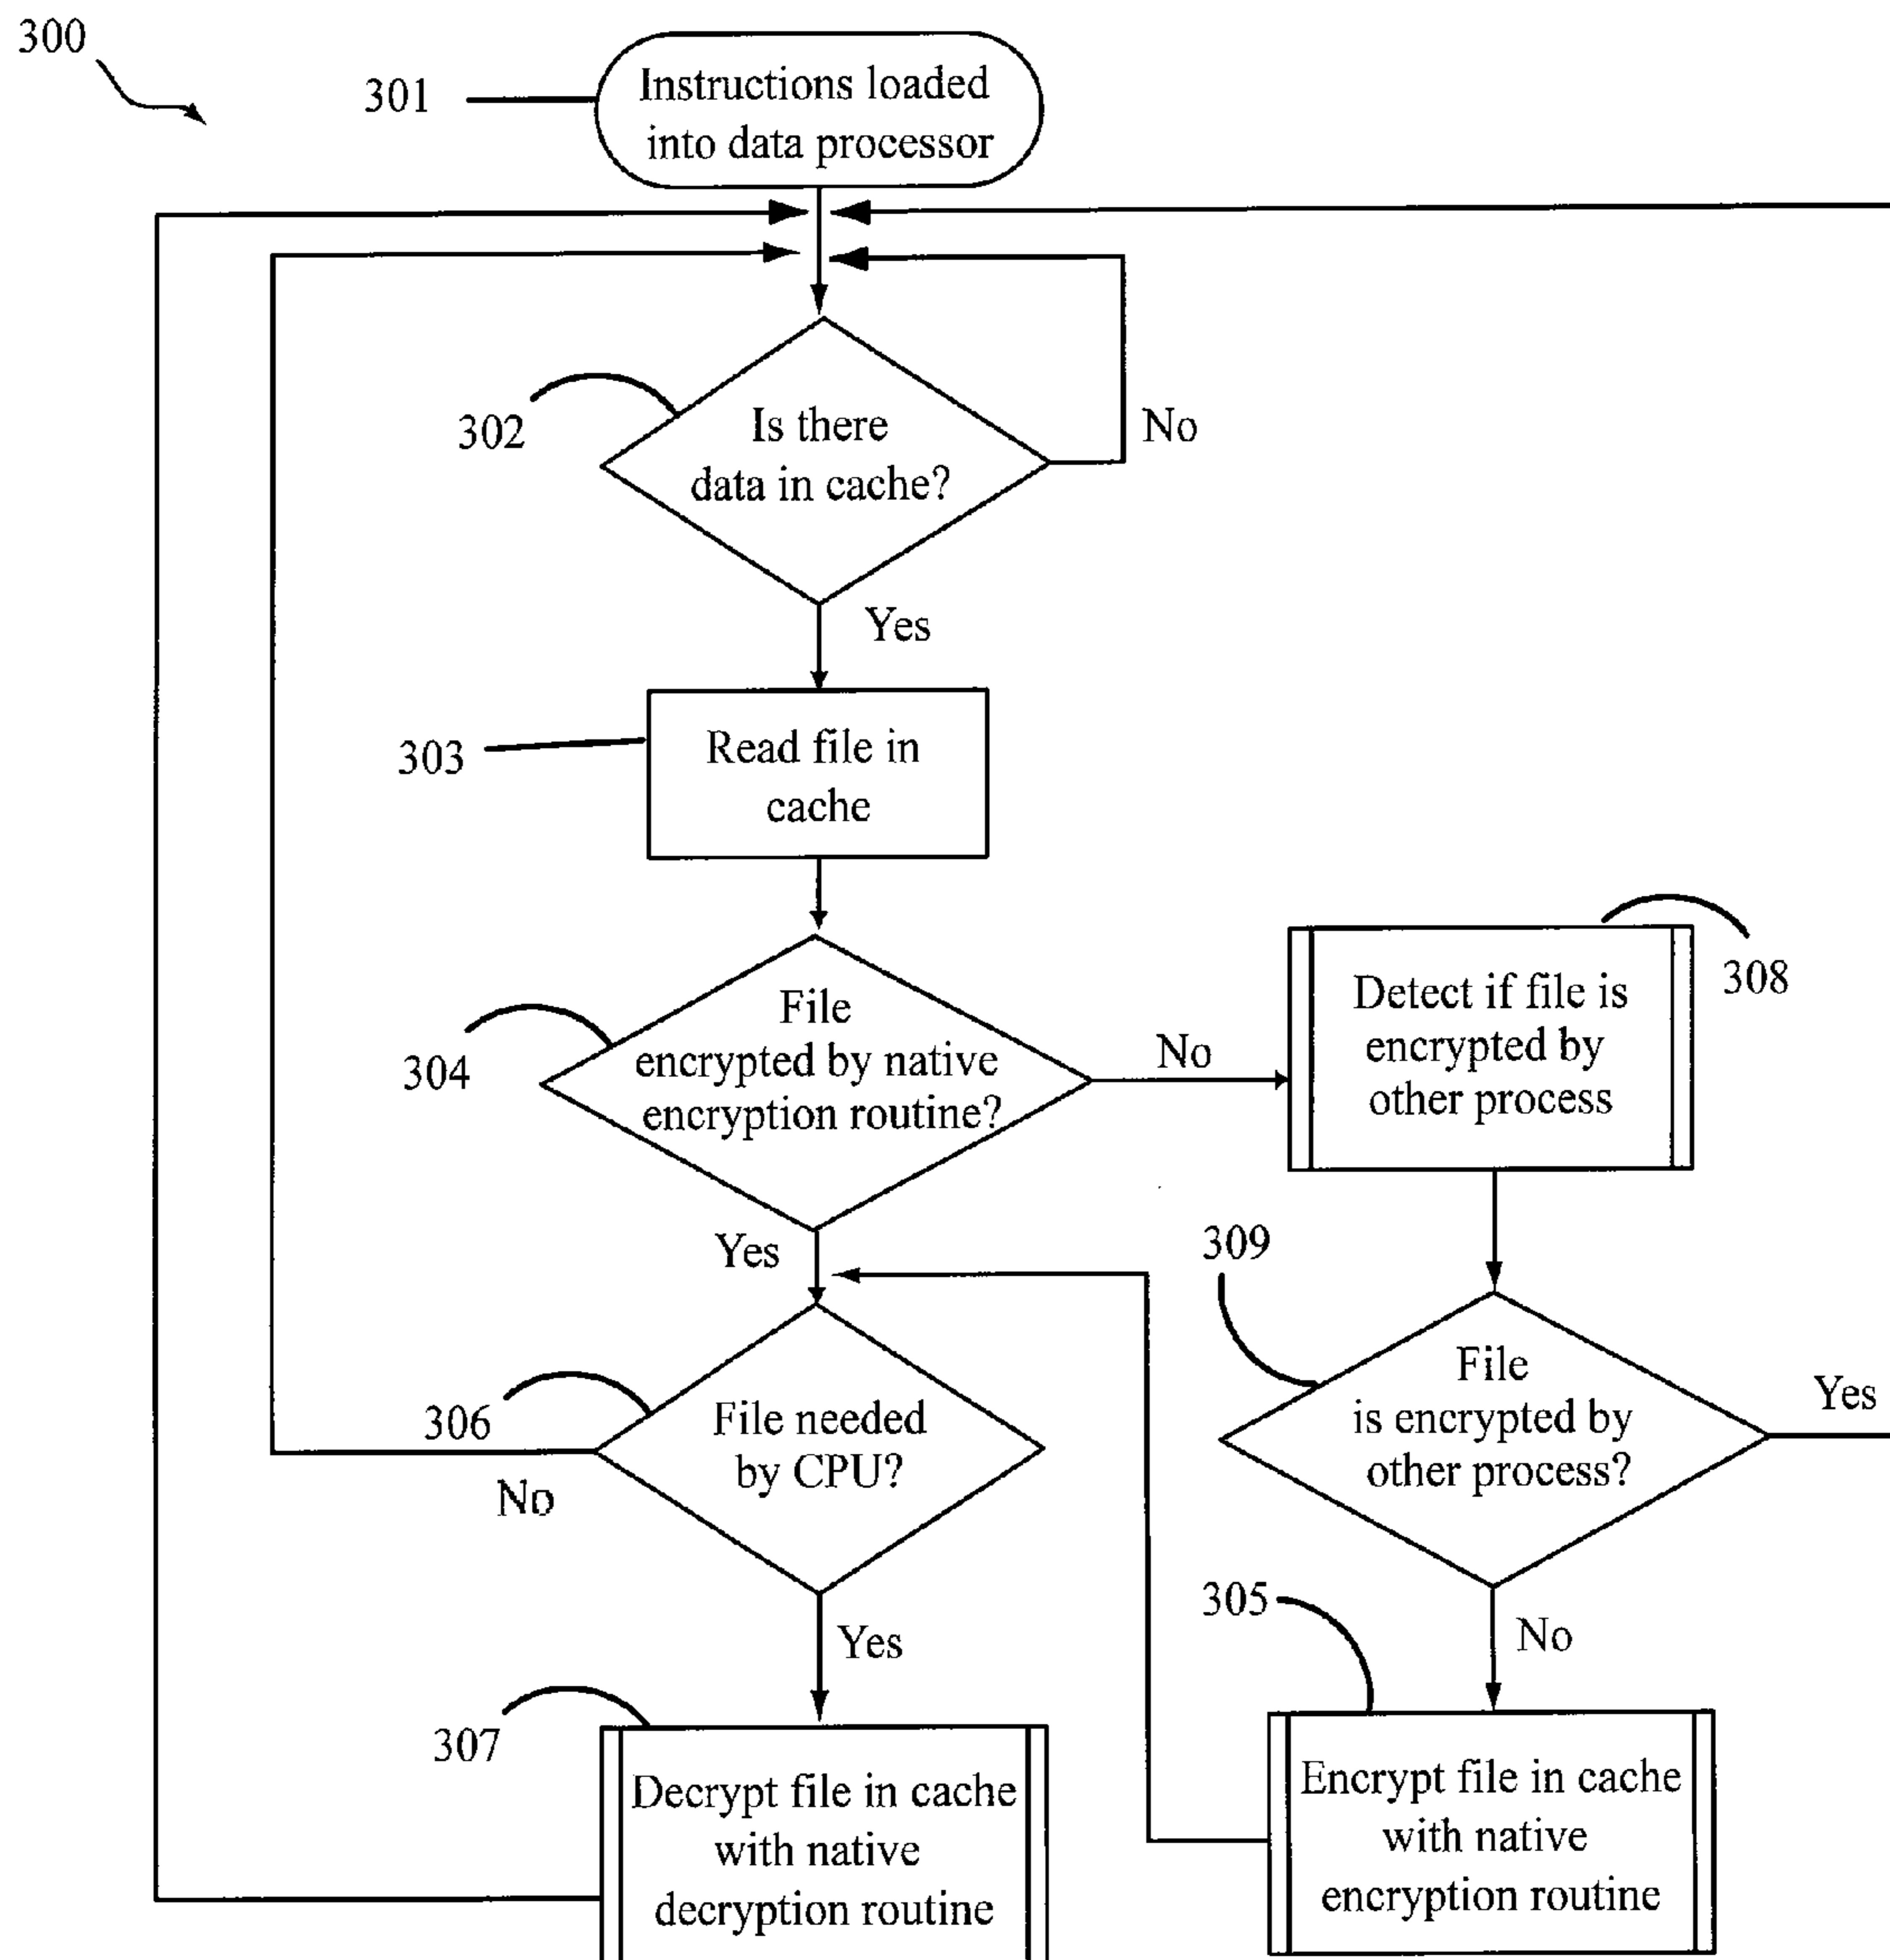 300
301
Instructions loaded
into data processor
302
Is there
data in cache?
No
Yes
303
Read file in
cache
304
File
encrypted by native
encryption routine?
No
308
Detect if file is
encrypted by
other process
Yes
309
File
is encrypted by
other process?
Yes
306
File needed
by CPU?
No
Yes
305
No
307
Decrypt file in cache
with native
decryption routine
Encrypt file in cache
with native
encryption routine